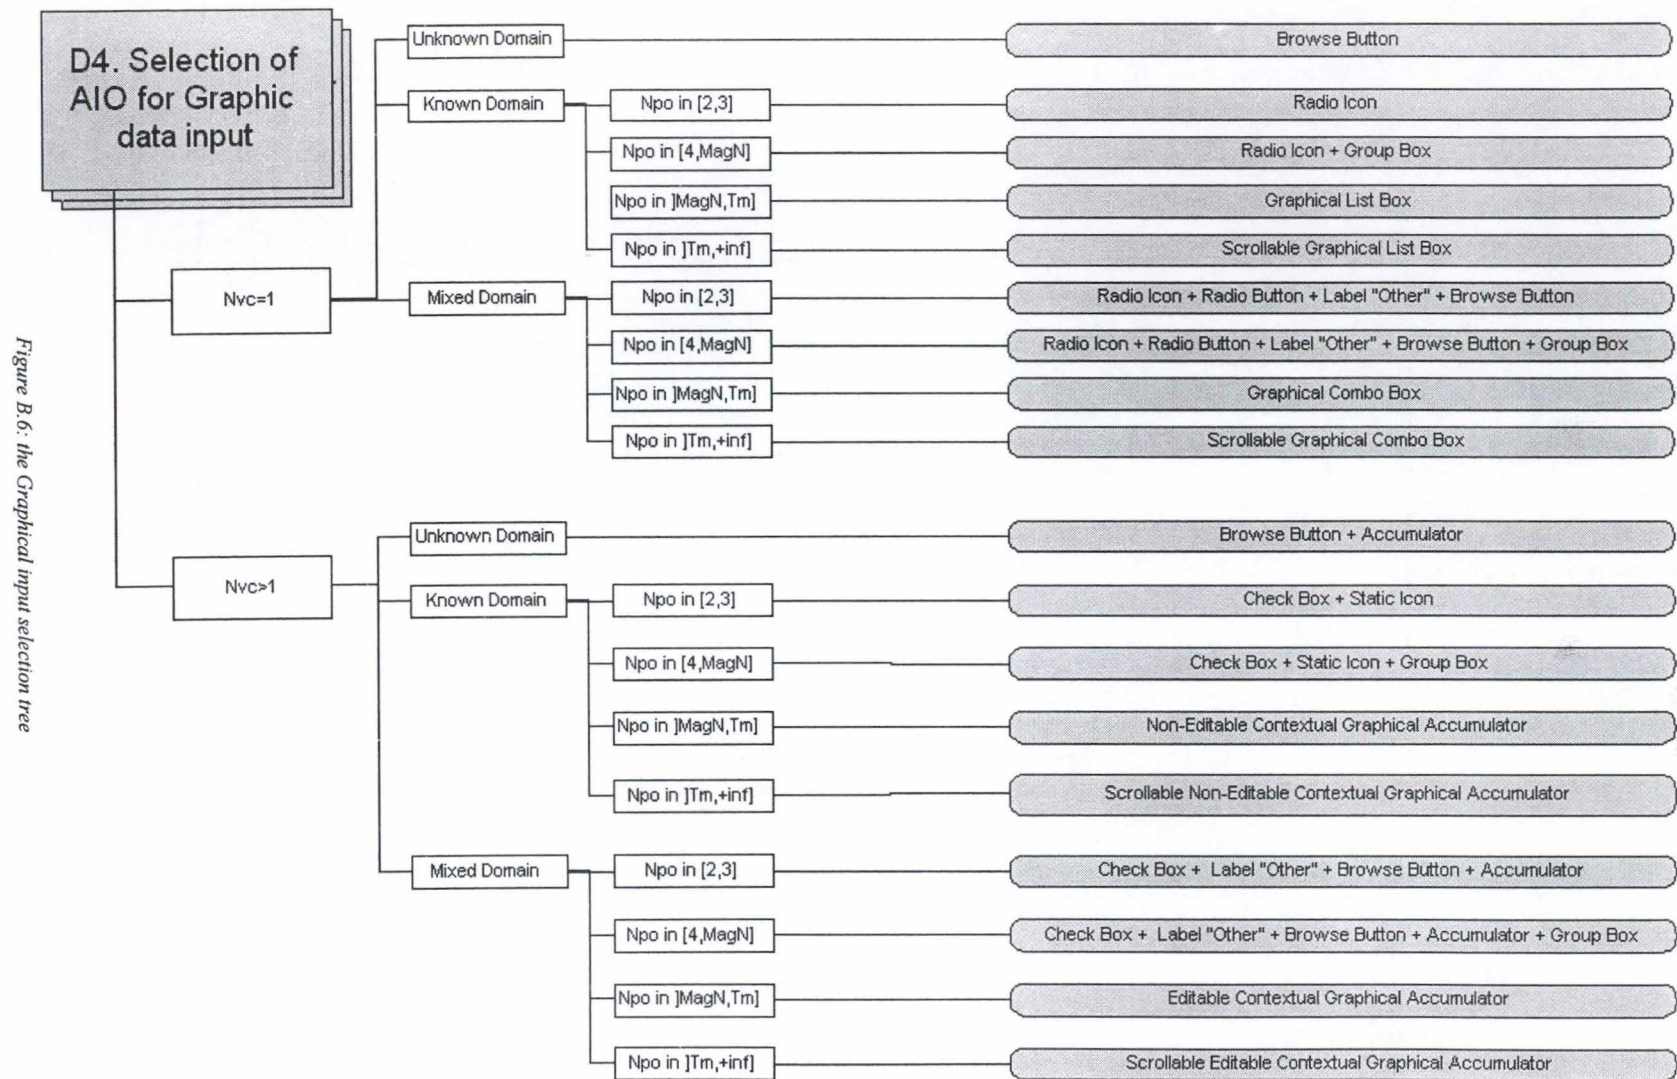 D4. Selection of
AIO for Graphic
data input
Nvc=1
Unknown Domain
Browse Button
Known Domain
Npo in [2,3]
Radio Icon
Npo in [4,MagN]
Radio Icon + Group Box
Npo in ]MagN,Tm]
Graphical List Box
Npo in ]Tm,+inf]
Scrollable Graphical List Box
Mixed Domain
Npo in [2,3]
Radio Icon + Radio Button + Label "Other" + Browse Button
Npo in [4,MagN]
Radio Icon + Radio Button + Label "Other" + Browse Button + Group Box
Npo in ]MagN,Tm]
Graphical Combo Box
Npo in ]Tm,+inf]
Scrollable Graphical Combo Box
Nvc>1
Unknown Domain
Browse Button + Accumulator
Known Domain
Npo in [2,3]
Check Box + Static Icon
Npo in [4,MagN]
Check Box + Static Icon + Group Box
Npo in ]MagN,Tm]
Non-Editable Contextual Graphical Accumulator
Npo in ]Tm,+inf]
Scrollable Non-Editable Contextual Graphical Accumulator
Mixed Domain
Npo in [2,3]
Check Box + Label "Other" + Browse Button + Accumulator
Npo in [4,MagN]
Check Box + Label "Other" + Browse Button + Accumulator + Group Box
Npo in ]MagN,Tm]
Editable Contextual Graphical Accumulator
Npo in ]Tm,+inf]
Scrollable Editable Contextual Graphical Accumulator
Figure B.6: the Graphical input selection tree